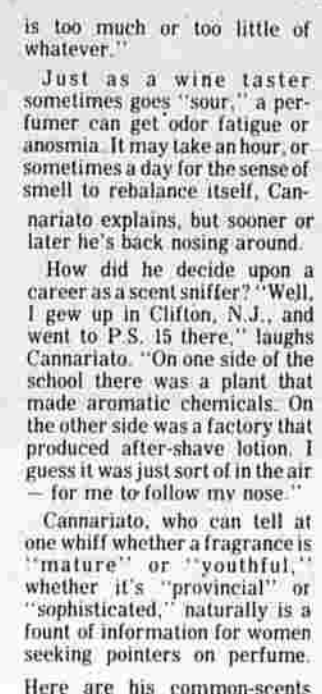 is too much or too little of
whatever."
Just as a wine taster
sometimes goes "sour," a per-
fumer can get odor fatigue or
anosmia. It may take an hour, or
sometimes a day for the sense of
smell to rebalance itself, Can-
nariato explains, but sooner or
later he's back nosing around.
How did he decide upon a
career as a scent sniffer? "Well,
I gew up in Clifton, N.J., and
went to P.S. 15 there," laughs
Cannariato. "On one side of the
school there was a plant that
made aromatic chemicals. On
the other side was a factory that
produced after-shave lotion. I
guess it was just sort of in the air
— for me to follow my nose."
Cannariato, who can tell at
one whiff whether a fragrance is
"mature" or "youthful,"
whether it's "provincial" or
"sophisticated," naturally is a
fount of information for women
seeking pointers on perfume.
Here are his common-scents